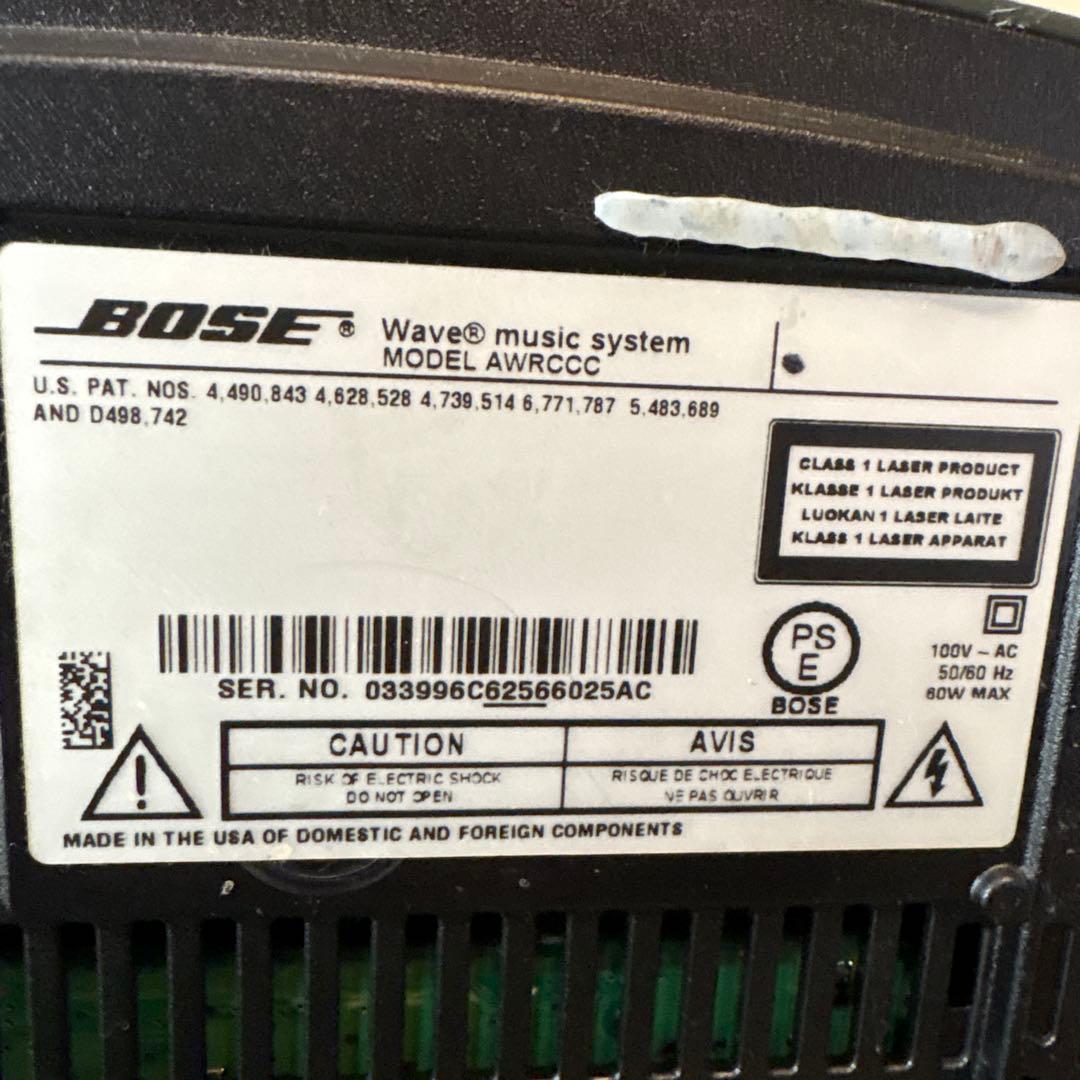 BOSE® Wave® music system
MODEL AWRCCC
U.S. PAT. NOS. 4,490,843 4,628,528 4,739,514 6,771,787 5,483,689
AND D498,742
CLASS 1 LASER PRODUCT
KLASSE 1 LASER PRODUKT
LUOKAN 1 LASER LAITE
KLASS 1 LASER APPARAT
SER. NO. 033996C62566025AC
PS
E
BOSE
100V ~ AC
50/60 Hz
60W MAX
CAUTION
RISK OF ELECTRIC SHOCK
DO NOT OPEN
AVIS
RISQUE DE CHOC ELECTRIQUE
NE PAS OUVRIR
MADE IN THE USA OF DOMESTIC AND FOREIGN COMPONENTS